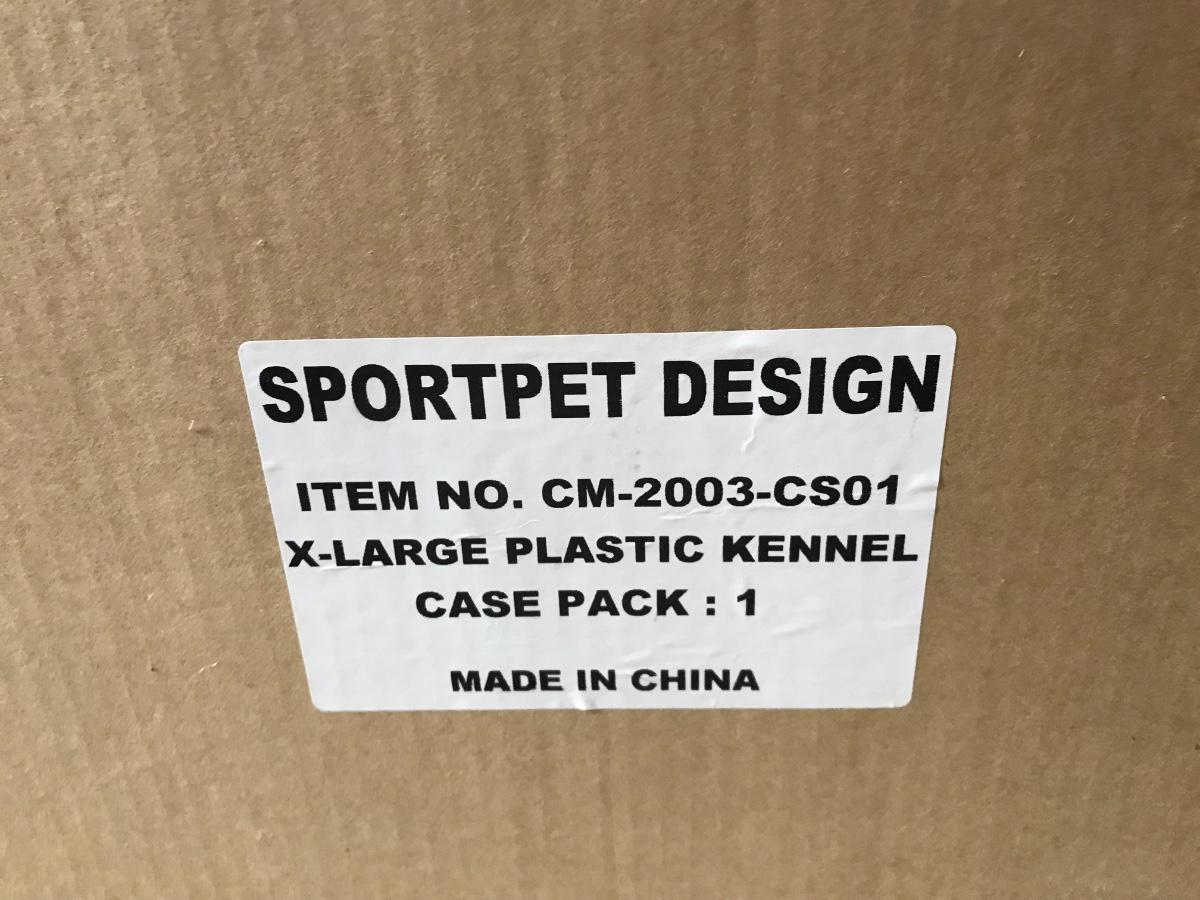 SPORTPET DESIGN
ITEM NO. CM-2003-CS01
X-LARGE PLASTIC KENNEL
CASE PACK : 1
MADE IN CHINA